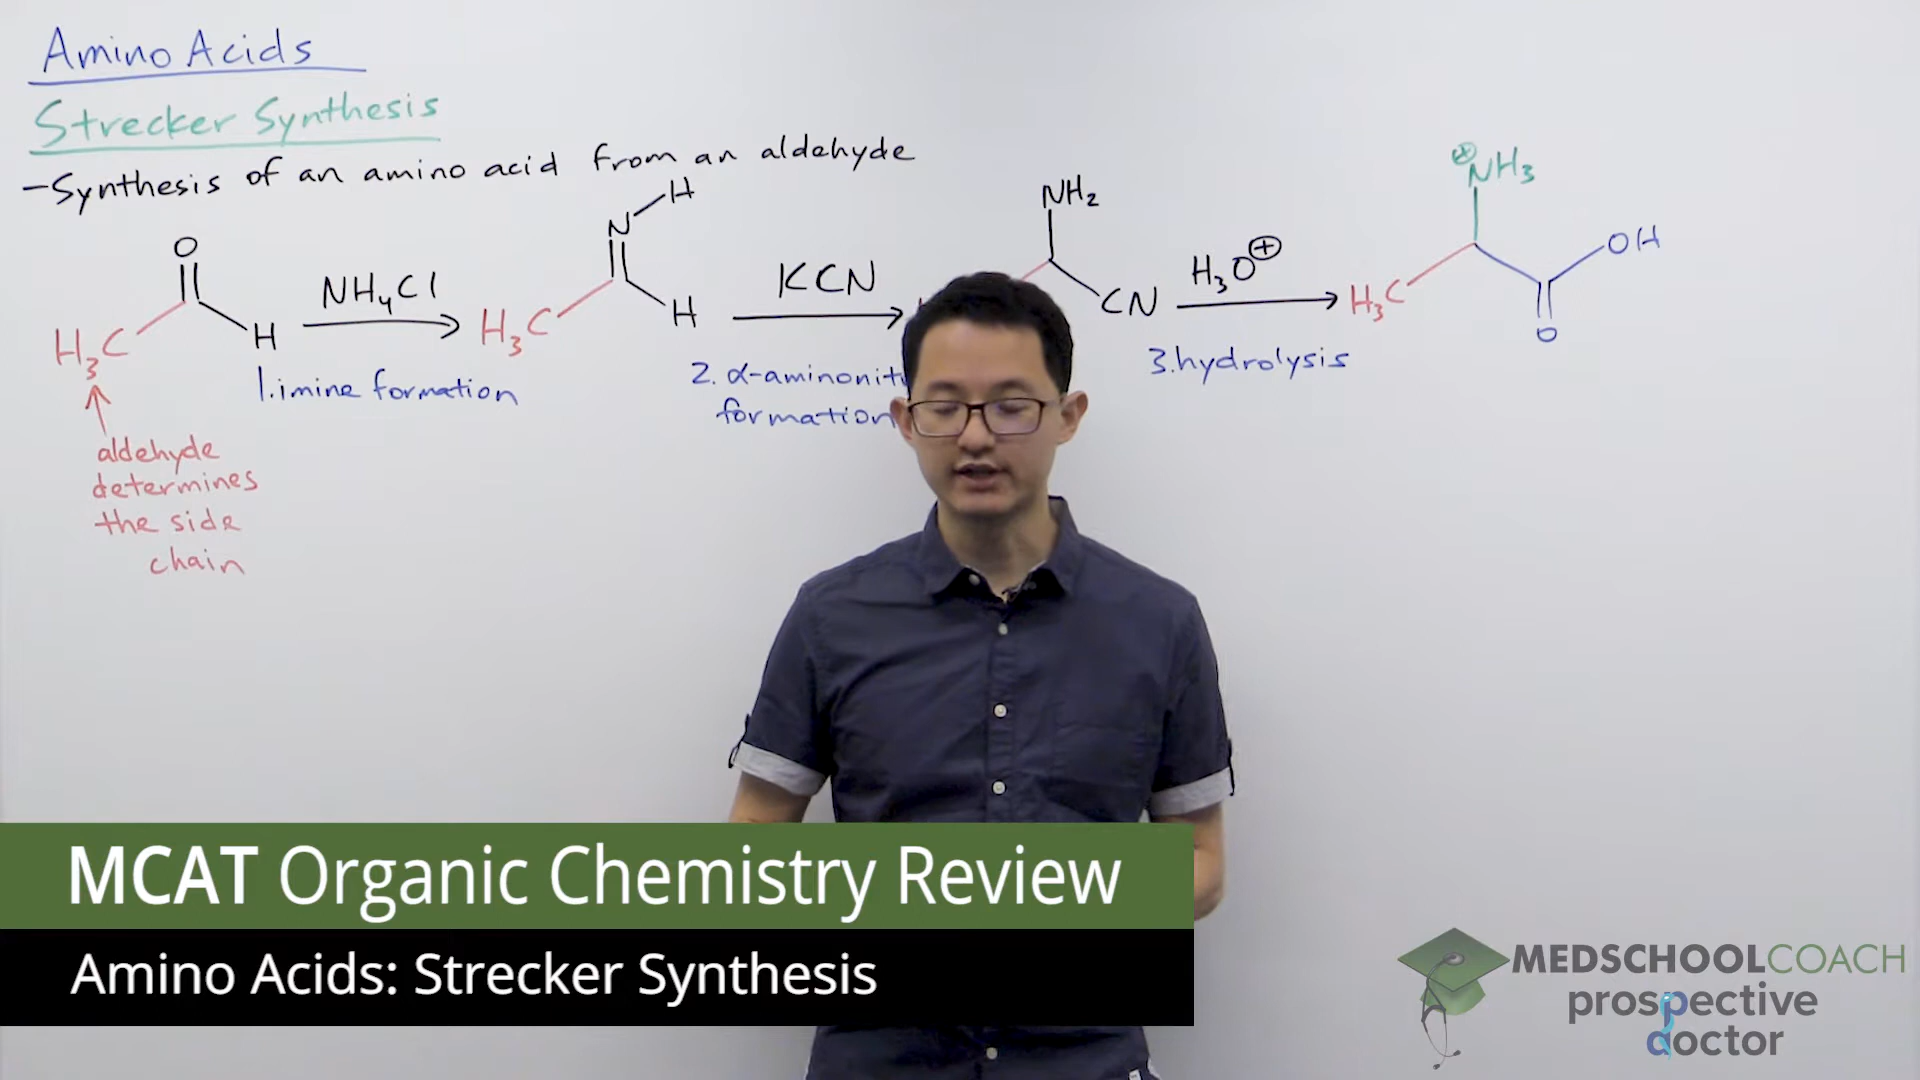 Amino Acids
Strecker Synthesis
-Synthesis of an amino acid from an aldehyde
O
H₃C
H
NH₄Cl
1.imine formation
N
H
H₃C
H
KCN
2. α-aminonit
formation
NH₂
CN
H₃O⊕
3.hydrolysis
⊕NH₃
H₃C
OH
O
aldehyde
determines
the side
chain
MCAT Organic Chemistry Review
Amino Acids: Strecker Synthesis
MEDSCHOOLCOACH
prospective
doctor